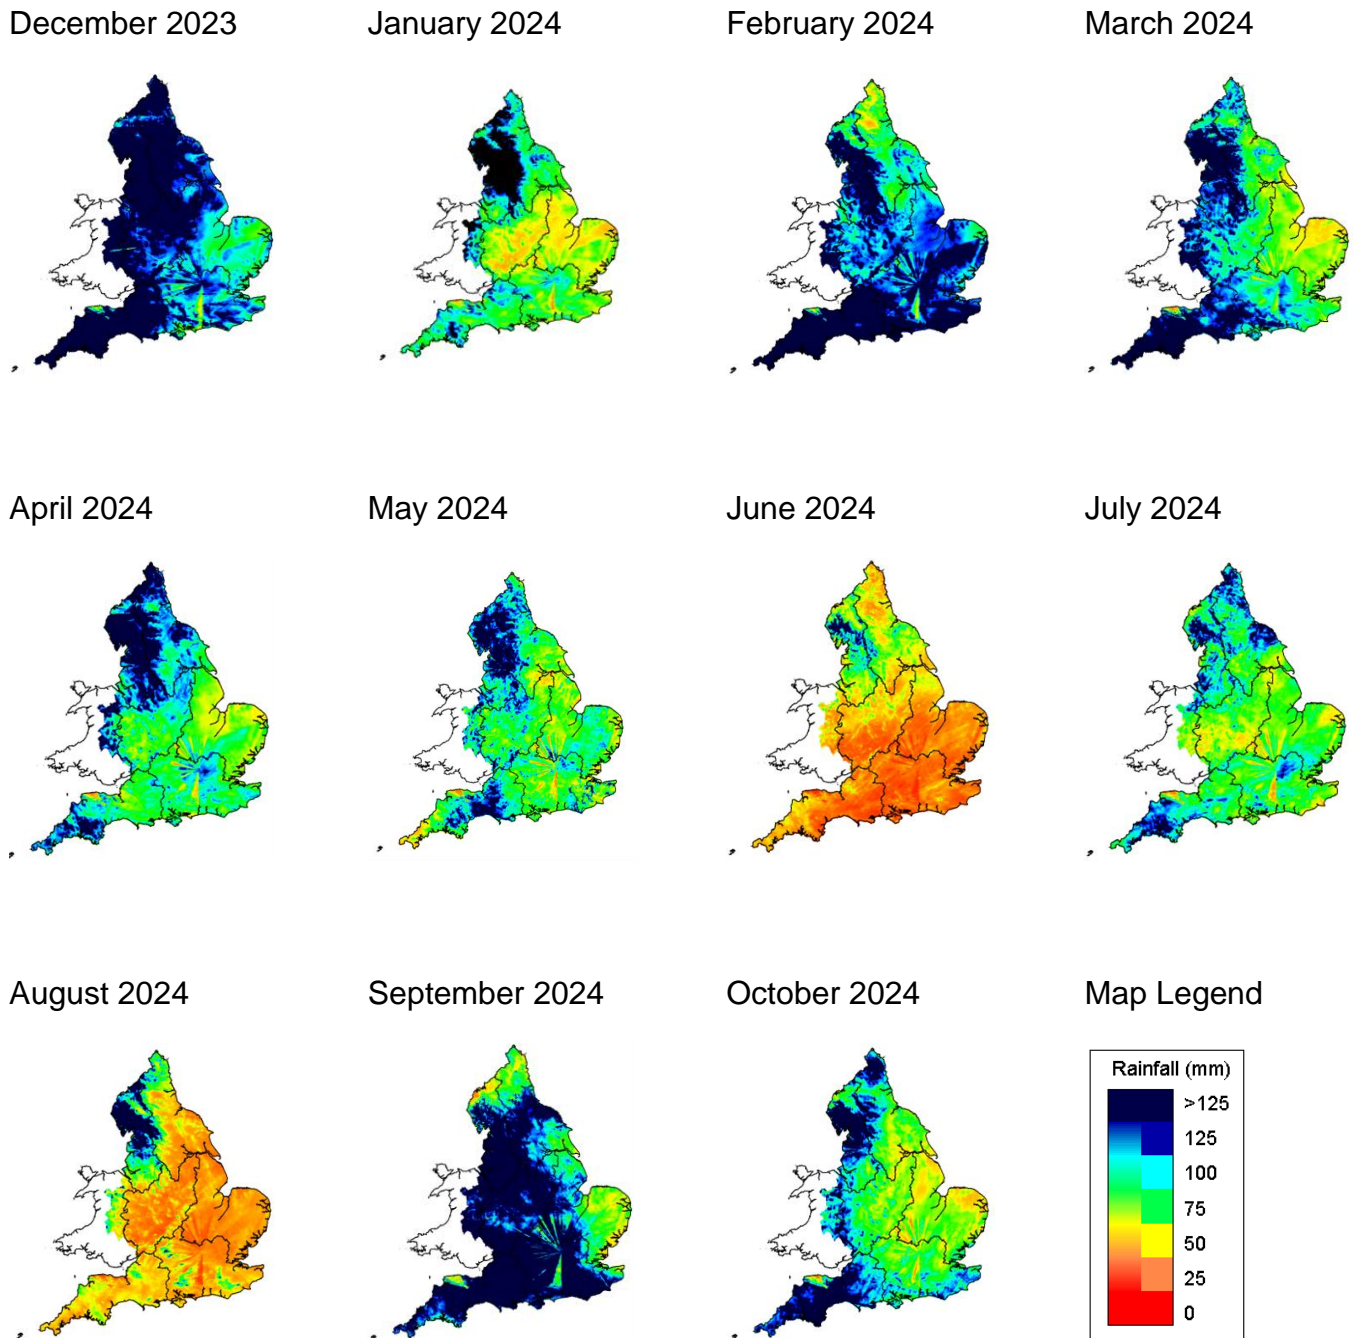 December 2023
January 2024
February 2024
March 2024
April 2024
May 2024
June 2024
July 2024
August 2024
September 2024
October 2024
Map Legend
Rainfall (mm)
>125
125
100
75
50
25
0